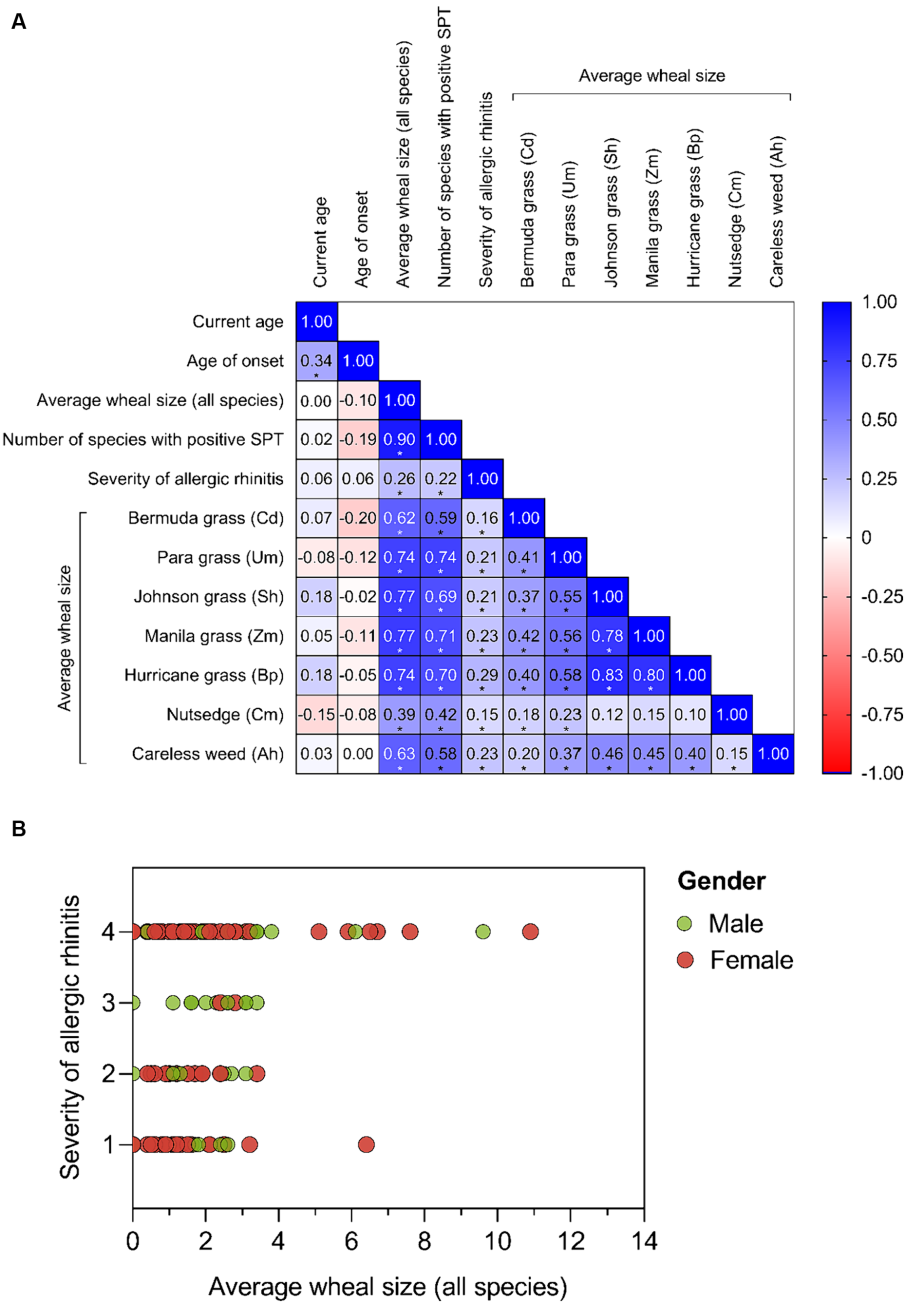 A
Average wheal size
Current age
Age of onset
Average wheal size (all species)
Number of species with positive SPT
Severity of allergic rhinitis
Bermuda grass (Cd)
Para grass (Um)
Johnson grass (Sh)
Manila grass (Zm)
Hurricane grass (Bp)
Nutsedge (Cm)
Careless weed (Ah)
Current age 1.00
Age of onset 0.34* 1.00
Average wheal size (all species) 0.00 -0.10 1.00
Number of species with positive SPT 0.02 -0.19 0.90* 1.00
Severity of allergic rhinitis 0.06 0.06 0.26* 0.22* 1.00
Average wheal size
Bermuda grass (Cd) 0.07 -0.20 0.62* 0.59* 0.16* 1.00
Para grass (Um) -0.08 -0.12 0.74* 0.74* 0.21* 0.41* 1.00
Johnson grass (Sh) 0.18 -0.02 0.77* 0.69* 0.21* 0.37* 0.55* 1.00
Manila grass (Zm) 0.05 -0.11 0.77* 0.71* 0.23* 0.42* 0.56* 0.78* 1.00
Hurricane grass (Bp) 0.18 -0.05 0.74* 0.70* 0.29* 0.40* 0.58* 0.83* 0.80* 1.00
Nutsedge (Cm) -0.15 -0.08 0.39* 0.42* 0.15* 0.18* 0.23* 0.12 0.15 0.10 1.00
Careless weed (Ah) 0.03 0.00 0.63* 0.58* 0.23* 0.20* 0.37* 0.46* 0.45* 0.40* 0.15* 1.00
1.00
0.75
0.50
0.25
0
-0.25
-0.50
-0.75
-1.00
B
Severity of allergic rhinitis
4
3
2
1
0 2 4 6 8 10 12 14
Average wheal size (all species)
Gender
Male
Female